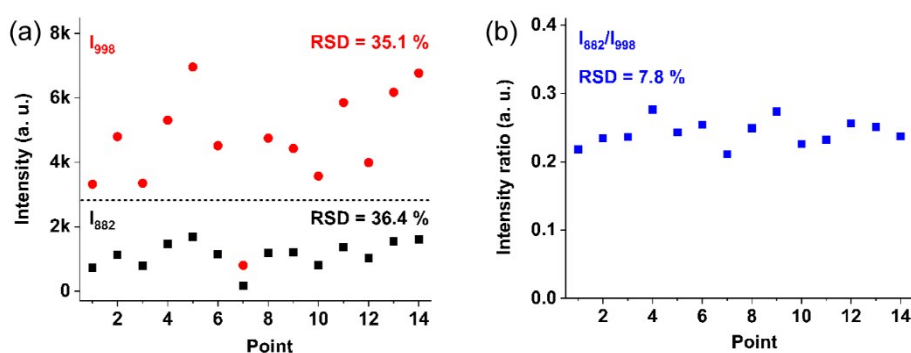 (a)
I998
RSD = 35.1 %
I882
RSD = 36.4 %
Intensity (a. u.)
8k
6k
4k
2k
0
2 4 6 8 10 12 14
Point
(b)
I882/I998
RSD = 7.8 %
Intensity ratio (a. u.)
0.4
0.3
0.2
0.1
0.0
2 4 6 8 10 12 14
Point